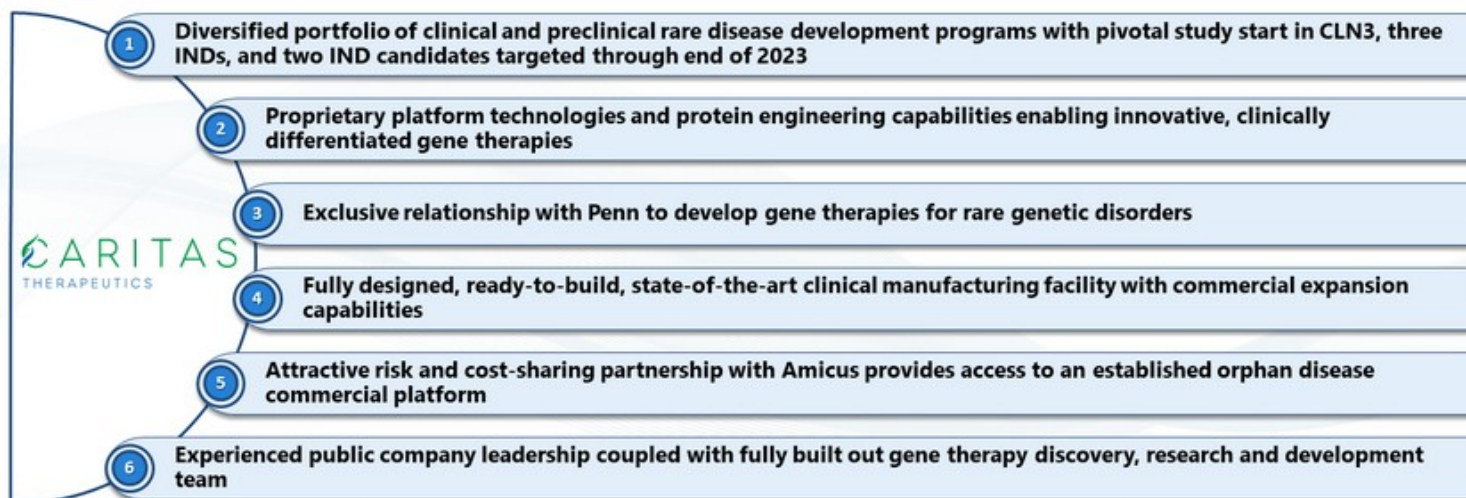 1
Diversified portfolio of clinical and preclinical rare disease development programs with pivotal study start in CLN3, three
INDs, and two IND candidates targeted through end of 2023
2
Proprietary platform technologies and protein engineering capabilities enabling innovative, clinically
differentiated gene therapies
3
Exclusive relationship with Penn to develop gene therapies for rare genetic disorders
CARITAS
THERAPEUTICS
4
Fully designed, ready-to-build, state-of-the-art clinical manufacturing facility with commercial expansion
capabilities
5
Attractive risk and cost-sharing partnership with Amicus provides access to an established orphan disease
commercial platform
6
Experienced public company leadership coupled with fully built out gene therapy discovery, research and development
team